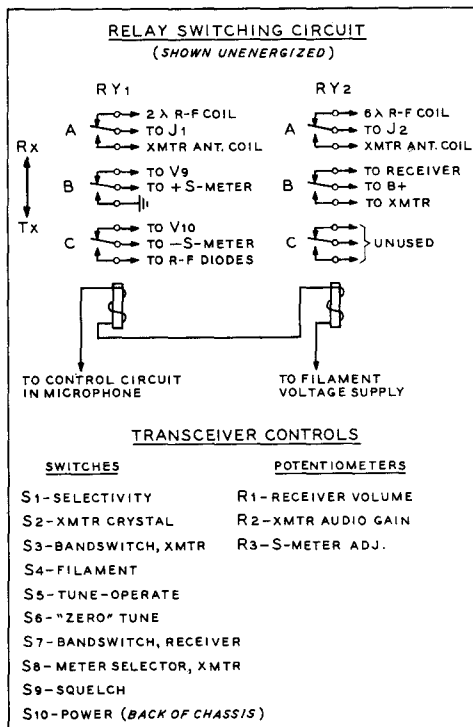 RELAY SWITCHING CIRCUIT
(SHOWN UNENERGIZED)
RY1
RY2
Rx
Tx
A
2λ R-F COIL
TO J1
XMTR ANT. COIL
B
TO V9
TO + S-METER
C
TO V10
TO – S-METER
TO R-F DIODES
A
6λ R-F COIL
TO J2
XMTR ANT. COIL
B
TO RECEIVER
TO B+
TO XMTR
C
UNUSED
TO CONTROL CIRCUIT
IN MICROPHONE
TO FILAMENT
VOLTAGE SUPPLY
TRANSCEIVER CONTROLS
SWITCHES
S1-SELECTIVITY
S2-XMTR CRYSTAL
S3-BANDSWITCH, XMTR
S4-FILAMENT
S5-TUNE-OPERATE
S6-"ZERO" TUNE
S7-BANDSWITCH, RECEIVER
S8-METER SELECTOR, XMTR
S9-SQUELCH
S10-POWER (BACK OF CHASSIS)
POTENTIOMETERS
R1-RECEIVER VOLUME
R2-XMTR AUDIO GAIN
R3-S-METER ADJ.